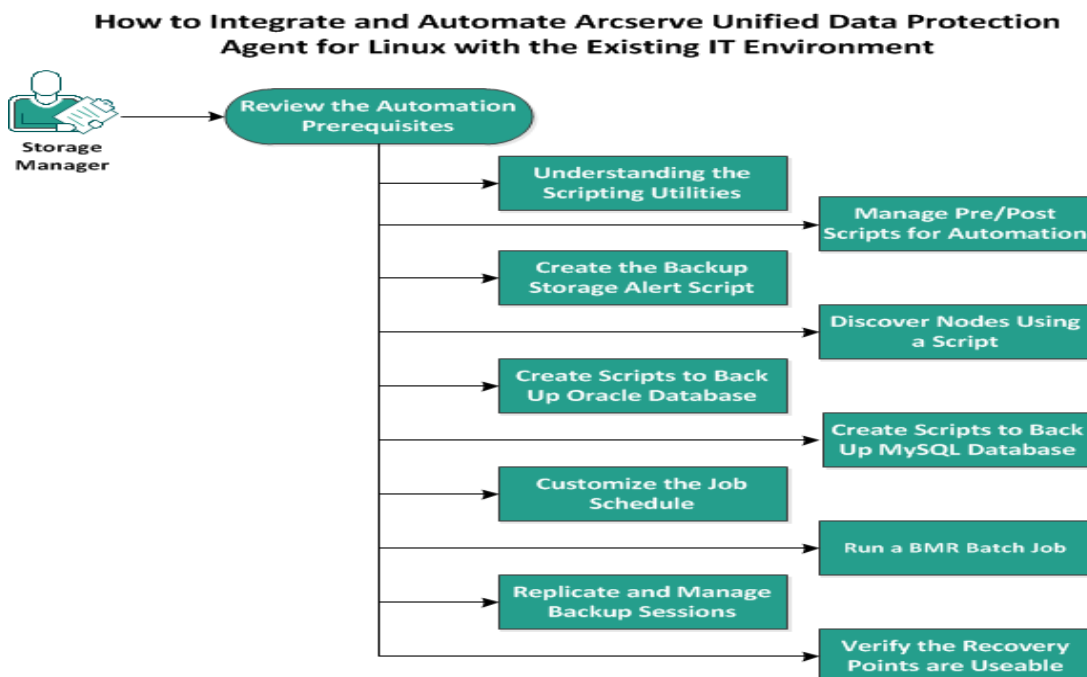 How to Integrate and Automate Arcserve Unified Data Protection
Agent for Linux with the Existing IT Environment
Storage
Manager
Review the Automation
Prerequisites
Understanding the
Scripting Utilities
Manage Pre/Post
Scripts for Automation
Create the Backup
Storage Alert Script
Discover Nodes Using
a Script
Create Scripts to Back
Up Oracle Database
Create Scripts to Back
Up MySQL Database
Customize the Job
Schedule
Run a BMR Batch Job
Replicate and Manage
Backup Sessions
Verify the Recovery
Points are Useable